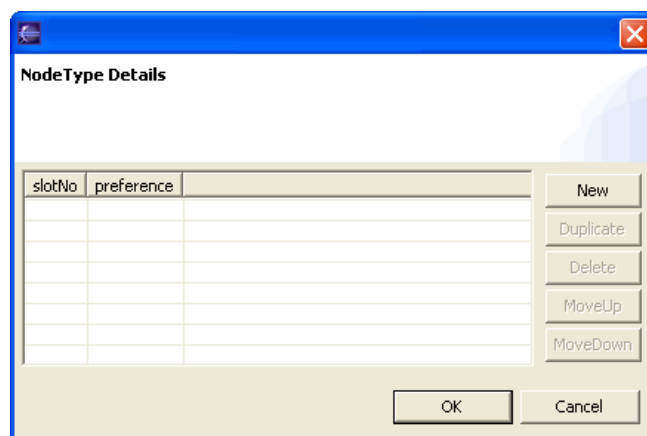 NodeType Details
slotNo preference
New
Duplicate
Delete
MoveUp
MoveDown
OK Cancel